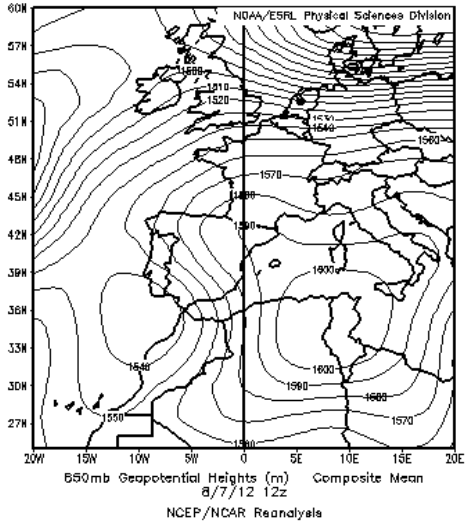 60N
NOAA/ESRL Physical Sciences Division
57N
1500
54N
1510
1520
51N
1530
1540
1560
48N
1570
45N
1580
1590
42N
1600
39N
36N
33N
1540
1600
30N
1590
1580
1550
1570
27N
1560
20W 15W 10W 5W 0 5E 10E 15E 20E
850mb Geopotential Heights (m) Composite Mean
8/7/12 12z
NCEP/NCAR Reanalysis